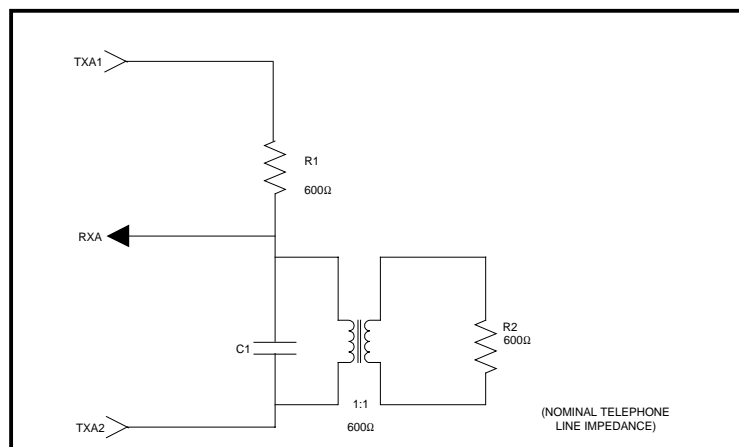 TXA1
R1
600Ω
RXA
R2
600Ω
C1
1:1
600Ω
TXA2
(NOMINAL TELEPHONE
LINE IMPEDANCE)